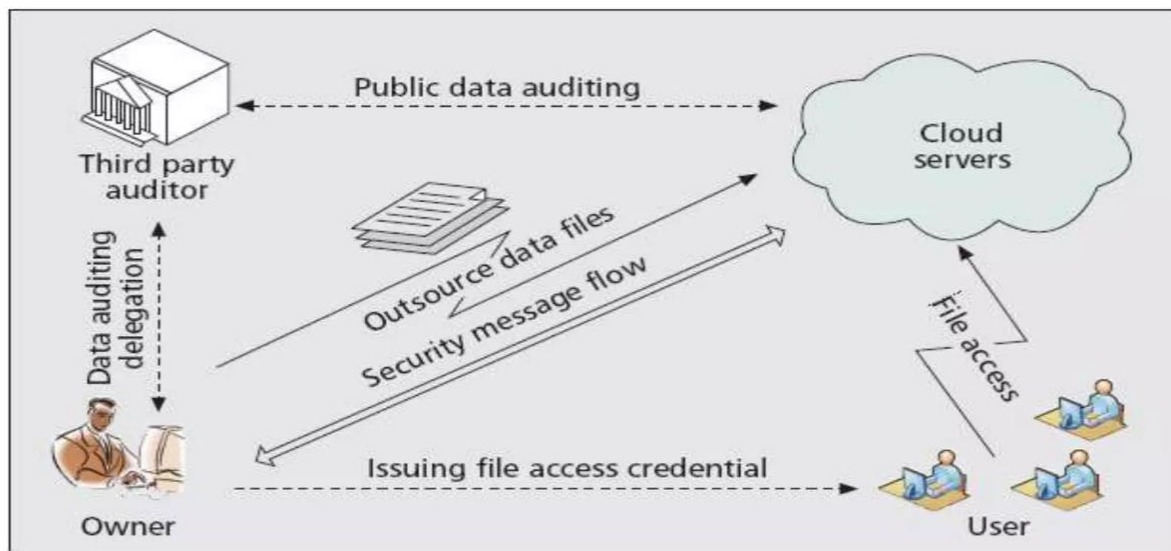 Public data auditing
Cloud
servers
Third party
auditor
Outsource data files
Security message flow
Data auditing
delegation
File access
Issuing file access credential
Owner
User